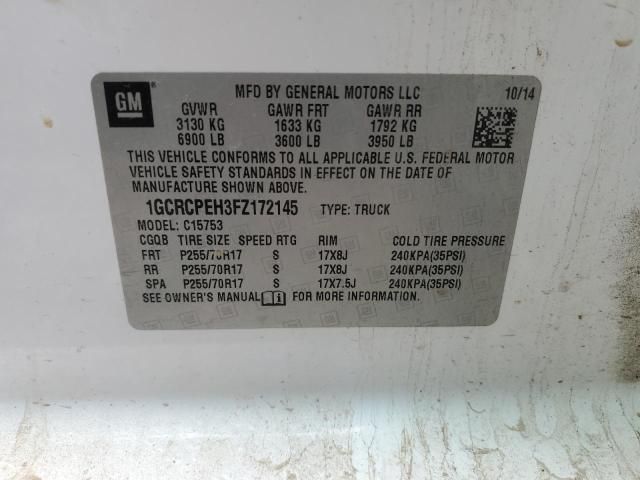 GM
MFD BY GENERAL MOTORS LLC 10/14
GVWR GAWR FRT GAWR RR
3130 KG 1633 KG 1792 KG
6900 LB 3600 LB 3950 LB
THIS VEHICLE CONFORMS TO ALL APPLICABLE U.S. FEDERAL MOTOR
VEHICLE SAFETY STANDARDS IN EFFECT ON THE DATE OF
MANUFACTURE SHOWN ABOVE.
1GCRCPEH3FZ172145 TYPE: TRUCK
MODEL: C15753
CGQB TIRE SIZE SPEED RTG RIM COLD TIRE PRESSURE
FRT P255/70R17 S 17X8J 240KPA(35PSI)
RR P255/70R17 S 17X8J 240KPA(35PSI)
SPA P255/70R17 S 17X7.5J 240KPA(35PSI)
SEE OWNER'S MANUAL FOR MORE INFORMATION.